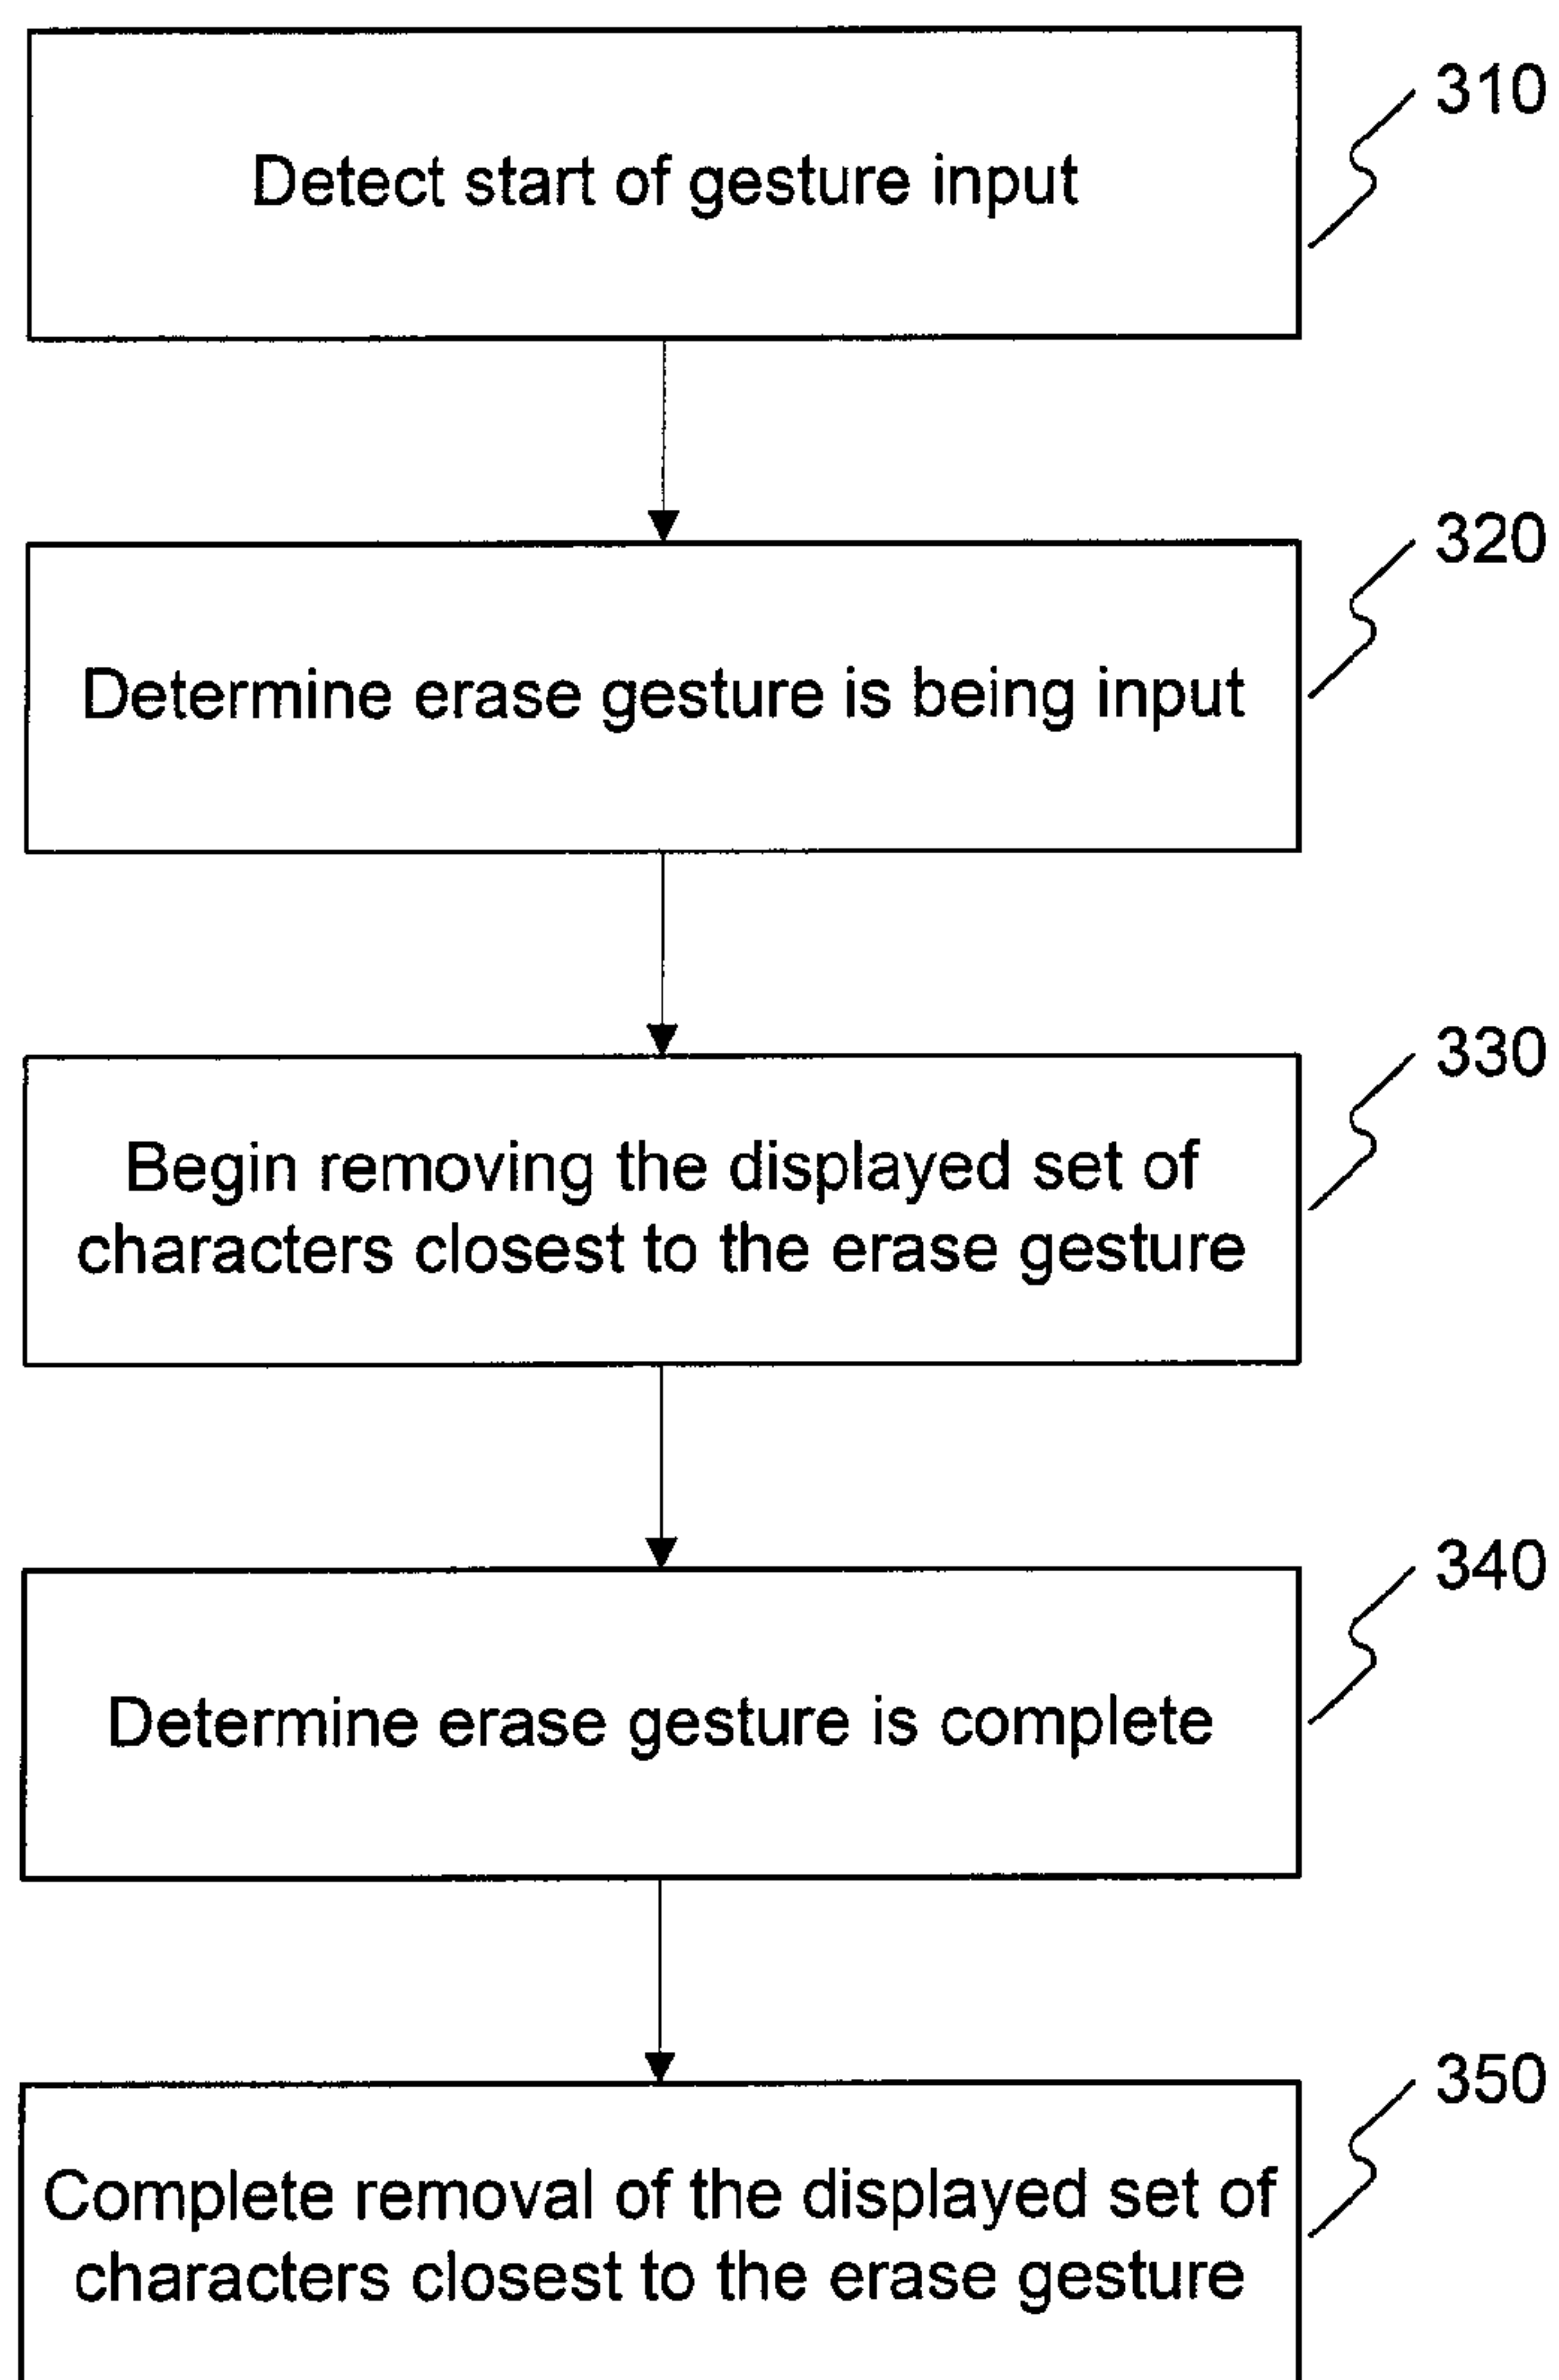 310
Detect start of gesture input
320
Determine erase gesture is being input
330
Begin removing the displayed set of
characters closest to the erase gesture
340
Determine erase gesture is complete
350
Complete removal of the displayed set of
characters closest to the erase gesture